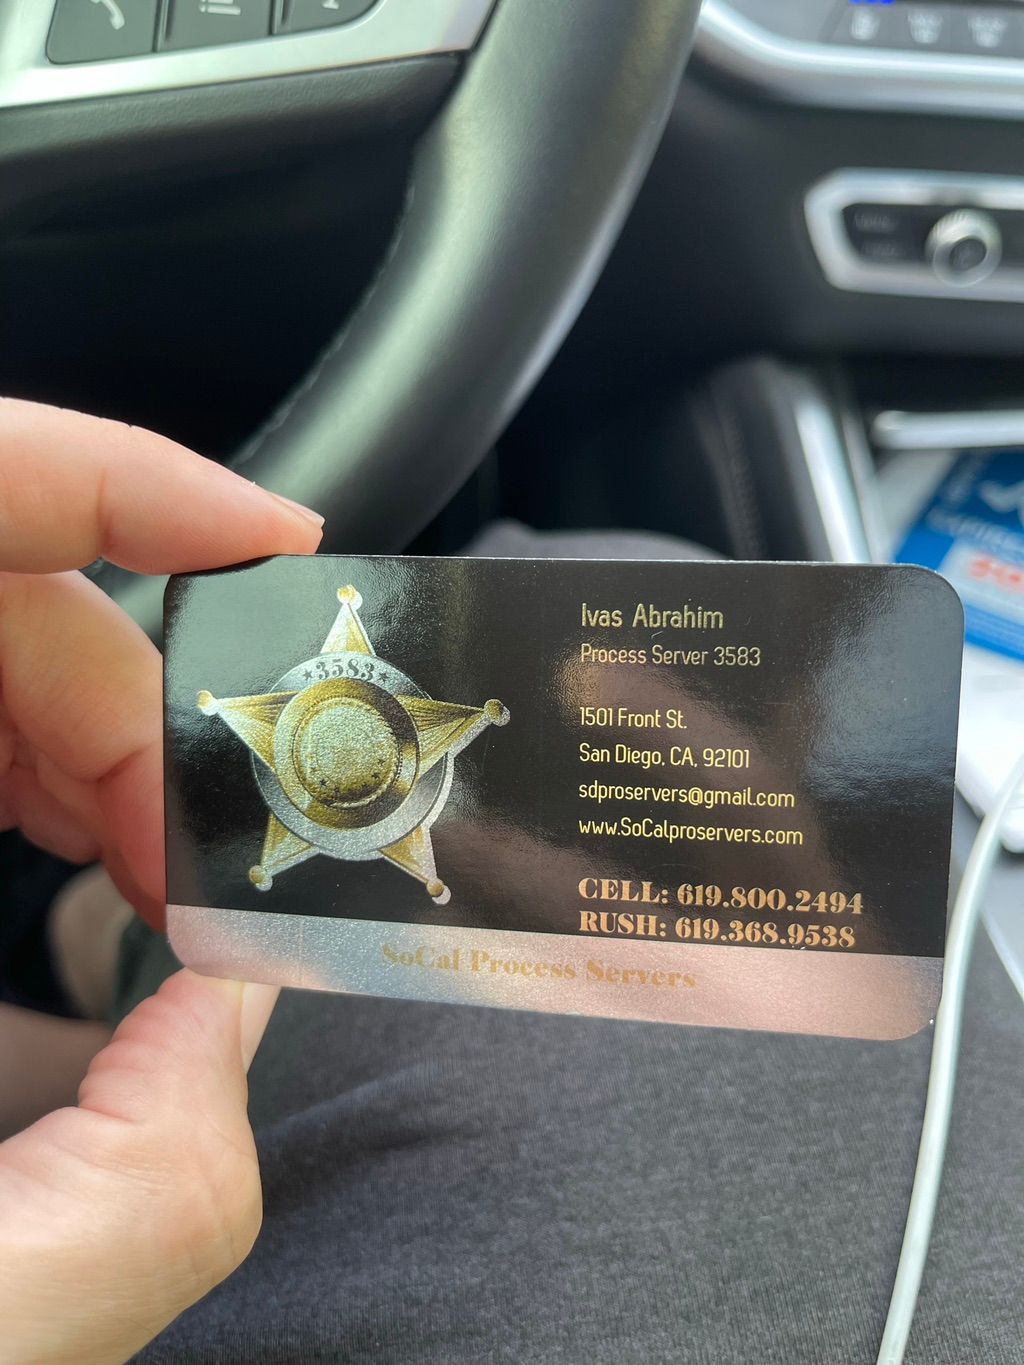 3583
Ivas Abrahim
Process Server 3583
1501 Front St.
San Diego, CA, 92101
sdproservers@gmail.com
www.SoCalproservers.com
CELL: 619.800.2494
RUSH: 619.368.9538
SoCal Process Servers